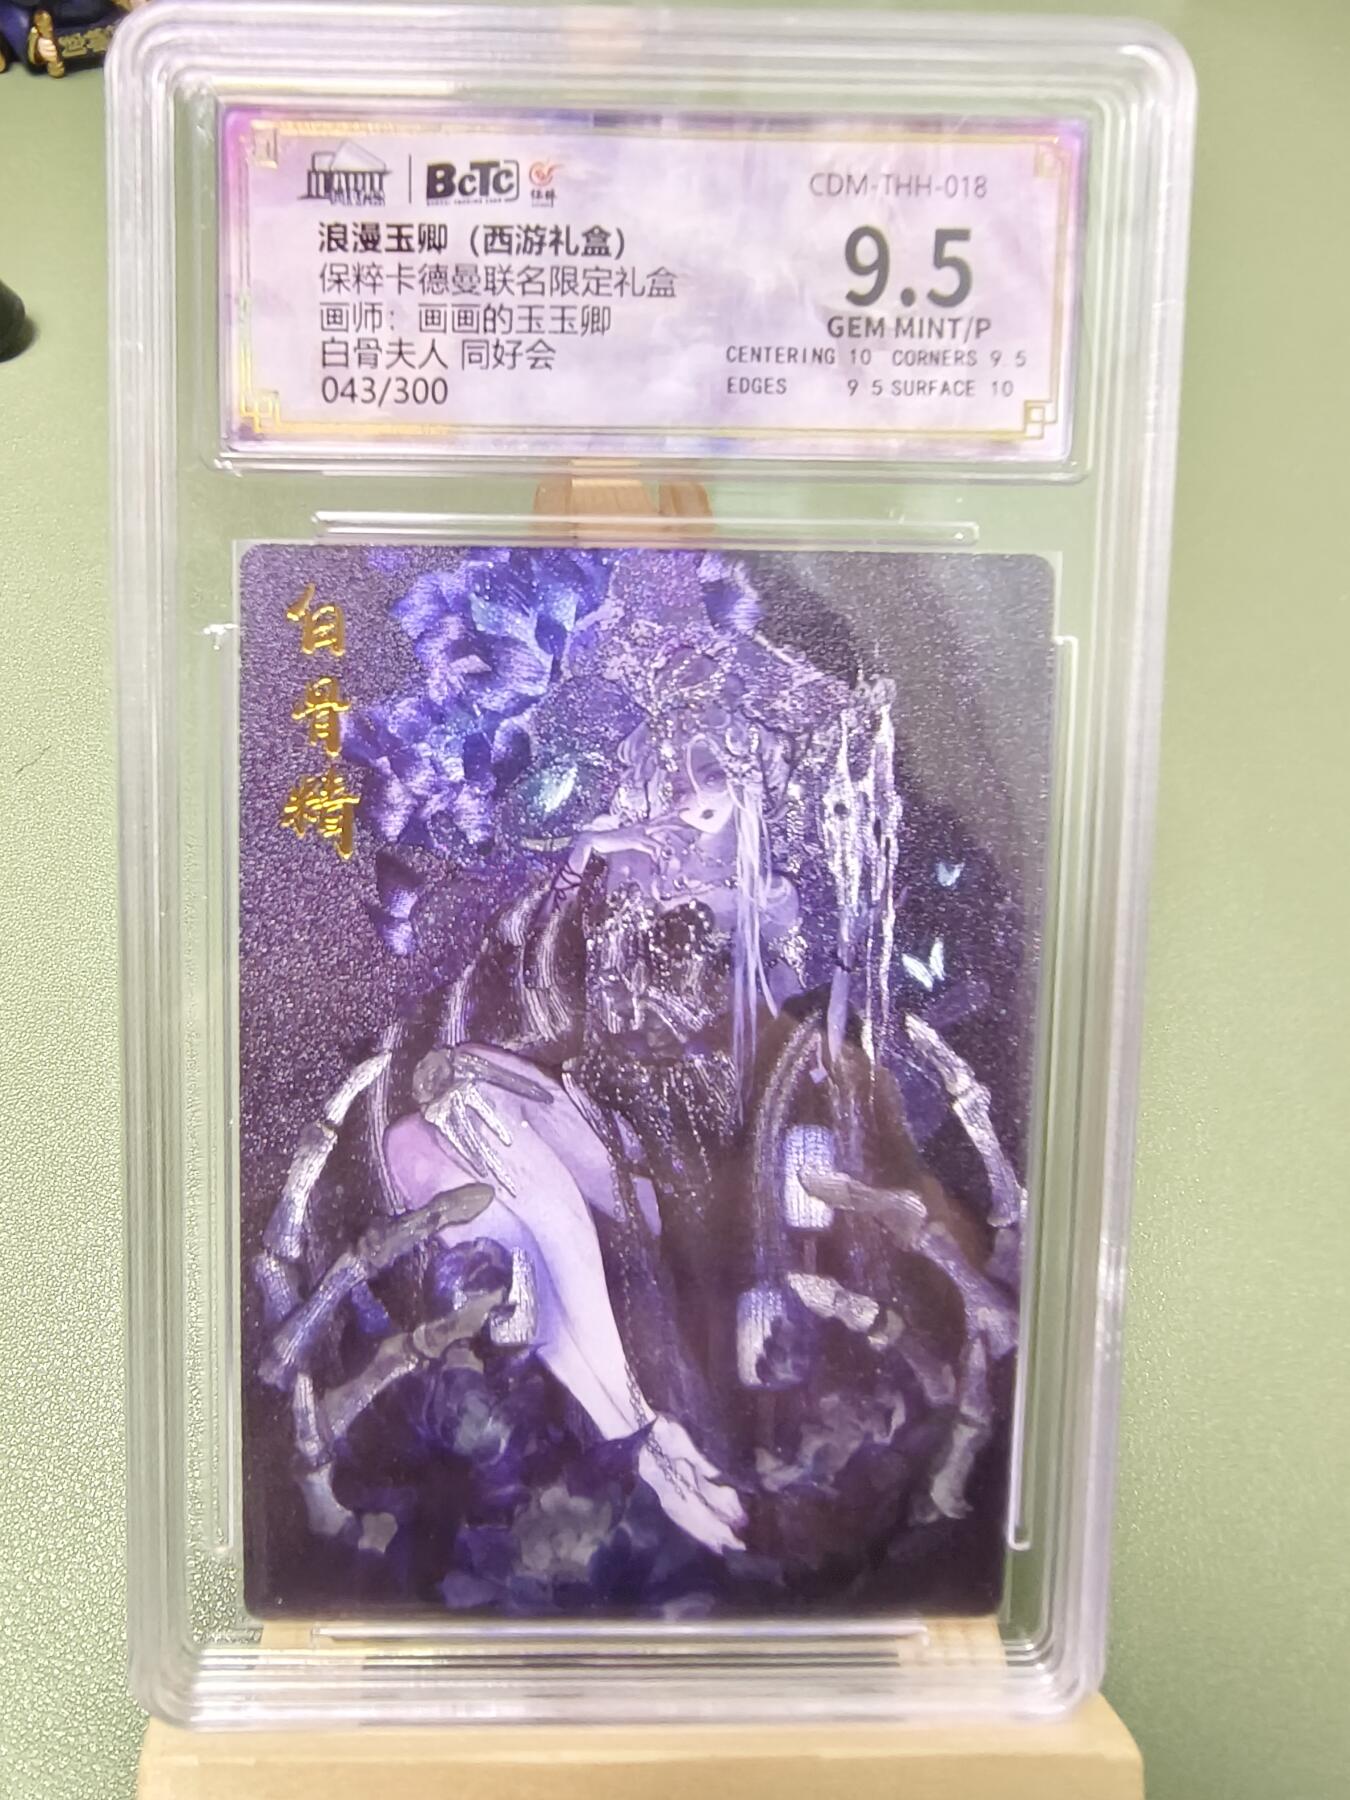 BCTC
CDM-THH-018
浪漫玉卿（西游礼盒）
保粹卡德曼联名限定礼盒
画师：画画的玉玉卿
白骨夫人 同好会
043/300
9.5
GEM MINT/P
CENTERING 10 CORNERS 9.5
EDGES 9.5 SURFACE 10
白骨精